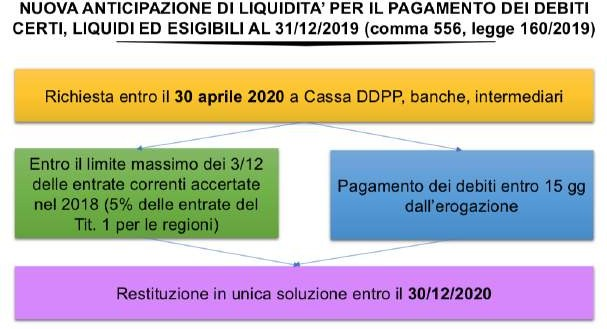 NUOVA ANTICIPAZIONE DI LIQUIDITA’ PER IL PAGAMENTO DEI DEBITI
CERTI, LIQUIDI ED ESIGIBILI AL 31/12/2019 (comma 556, legge 160/2019)
Richiesta entro il 30 aprile 2020 a Cassa DDPP, banche, intermediari
Entro il limite massimo dei 3/12
delle entrate correnti accertate
nel 2018 (5% delle entrate del
Tit. 1 per le regioni)
Pagamento dei debiti entro 15 gg
dall’erogazione
Restituzione in unica soluzione entro il 30/12/2020